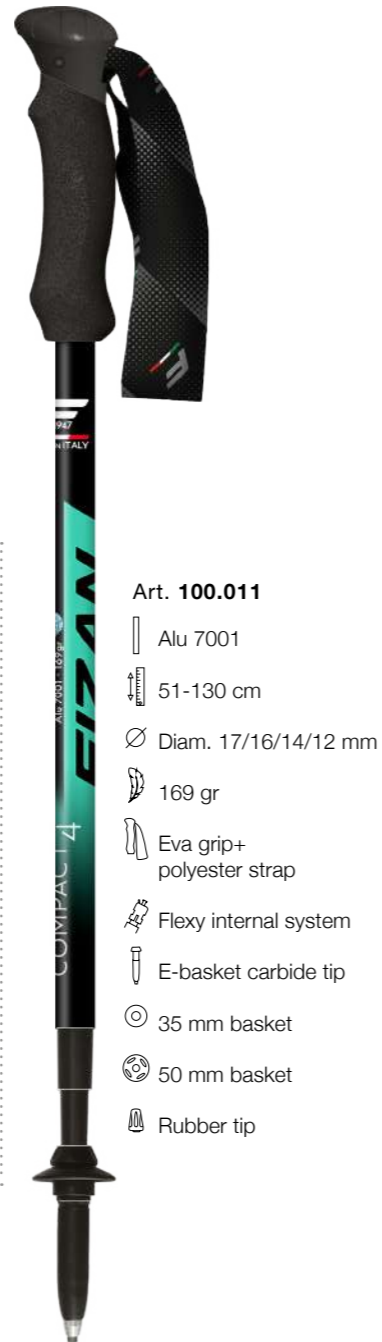 1947
IN ITALY
FIZAN
Alu 7001 - 169gr
COMPACT 4
Art. 100.011
Alu 7001
51-130 cm
Diam. 17/16/14/12 mm
169 gr
Eva grip+
polyester strap
Flexy internal system
E-basket carbide tip
35 mm basket
50 mm basket
Rubber tip